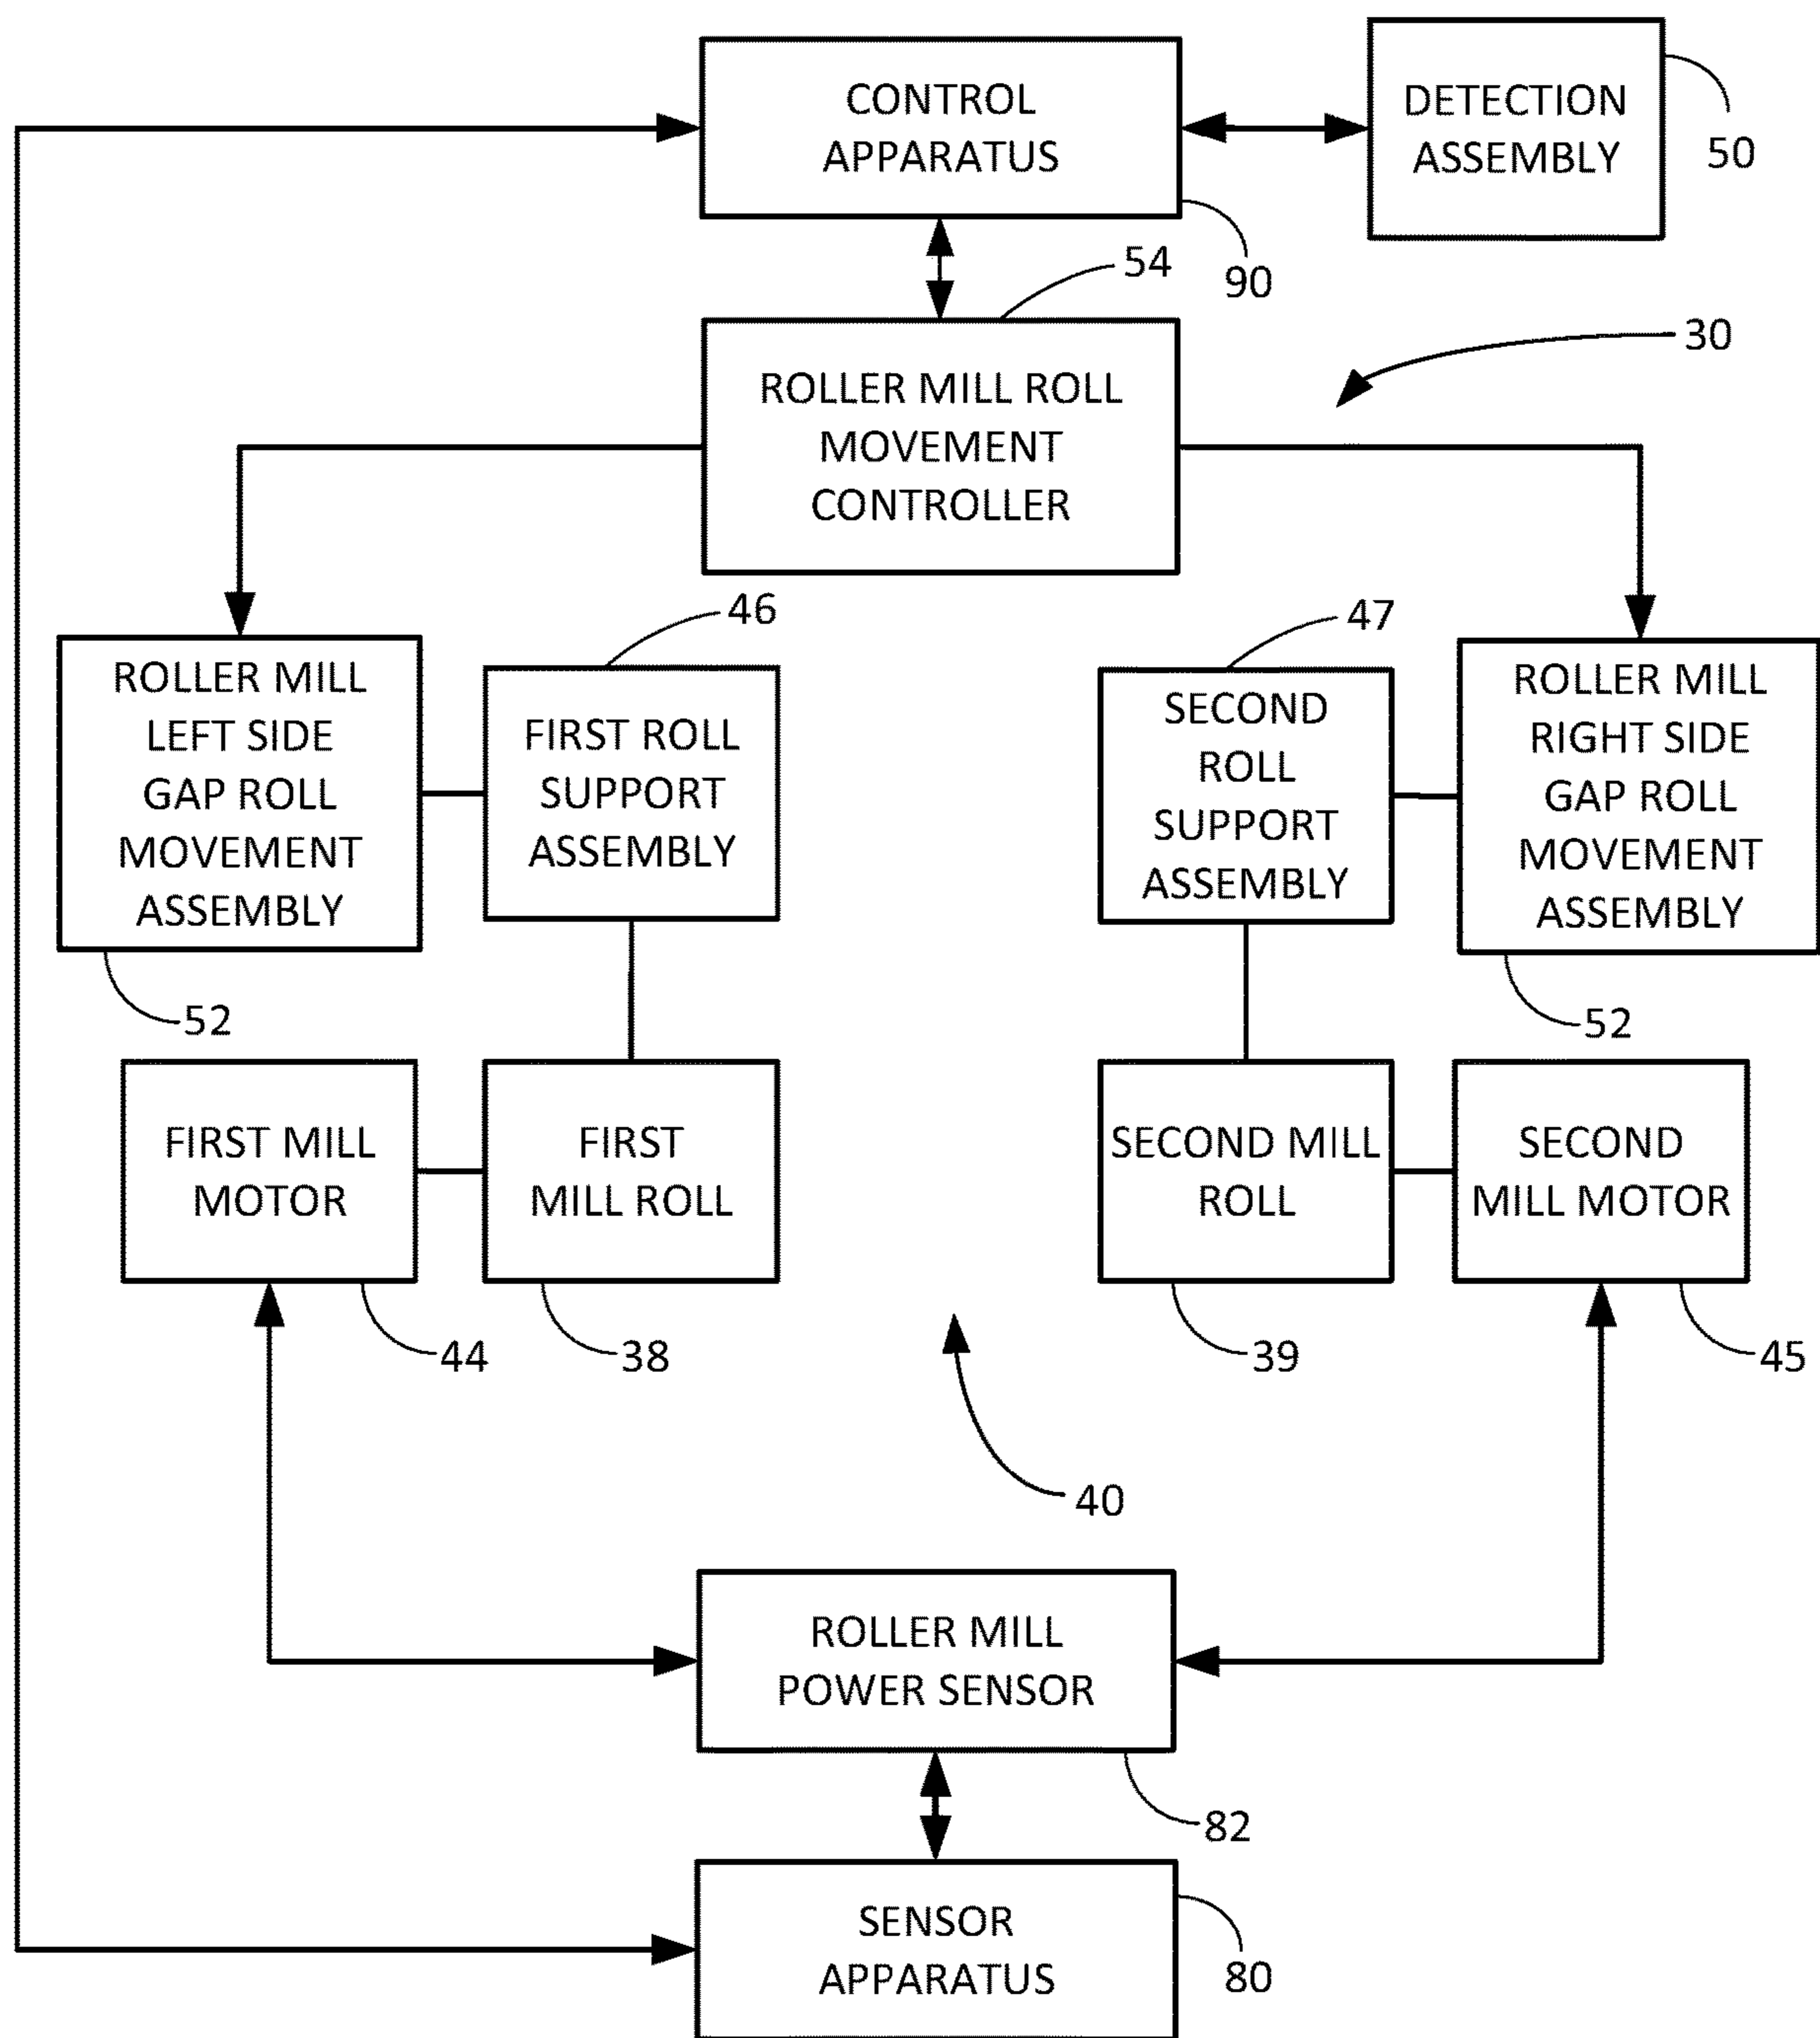 CONTROL
APPARATUS
90
DETECTION
ASSEMBLY
50
54
ROLLER MILL ROLL
MOVEMENT
CONTROLLER
30
ROLLER MILL
LEFT SIDE
GAP ROLL
MOVEMENT
ASSEMBLY
52
46
FIRST ROLL
SUPPORT
ASSEMBLY
47
SECOND
ROLL
SUPPORT
ASSEMBLY
ROLLER MILL
RIGHT SIDE
GAP ROLL
MOVEMENT
ASSEMBLY
52
FIRST MILL
MOTOR
44
FIRST
MILL ROLL
38
SECOND MILL
ROLL
39
SECOND
MILL MOTOR
45
40
ROLLER MILL
POWER SENSOR
82
SENSOR
APPARATUS
80